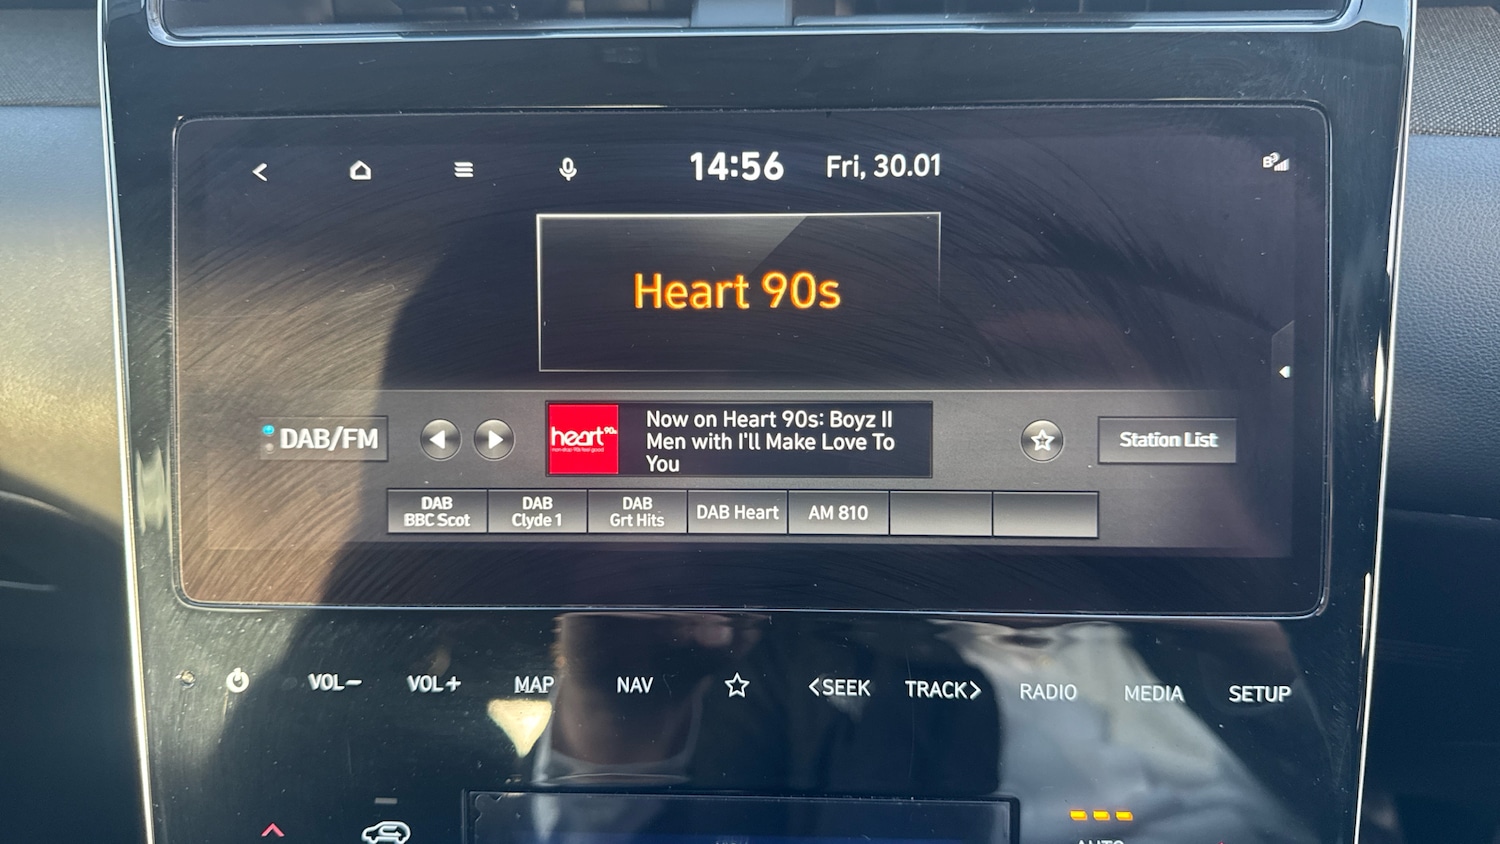 14:56 Fri, 30.01
Heart 90s
DAB/FM
heart 90s
Now on Heart 90s: Boyz II
Men with I'll Make Love To
You
Station List
DAB
BBC Scot
DAB
Clyde 1
DAB
Grt Hits
DAB Heart
AM 810
VOL− VOL+ MAP NAV <SEEK TRACK> RADIO MEDIA SETUP
AUTO